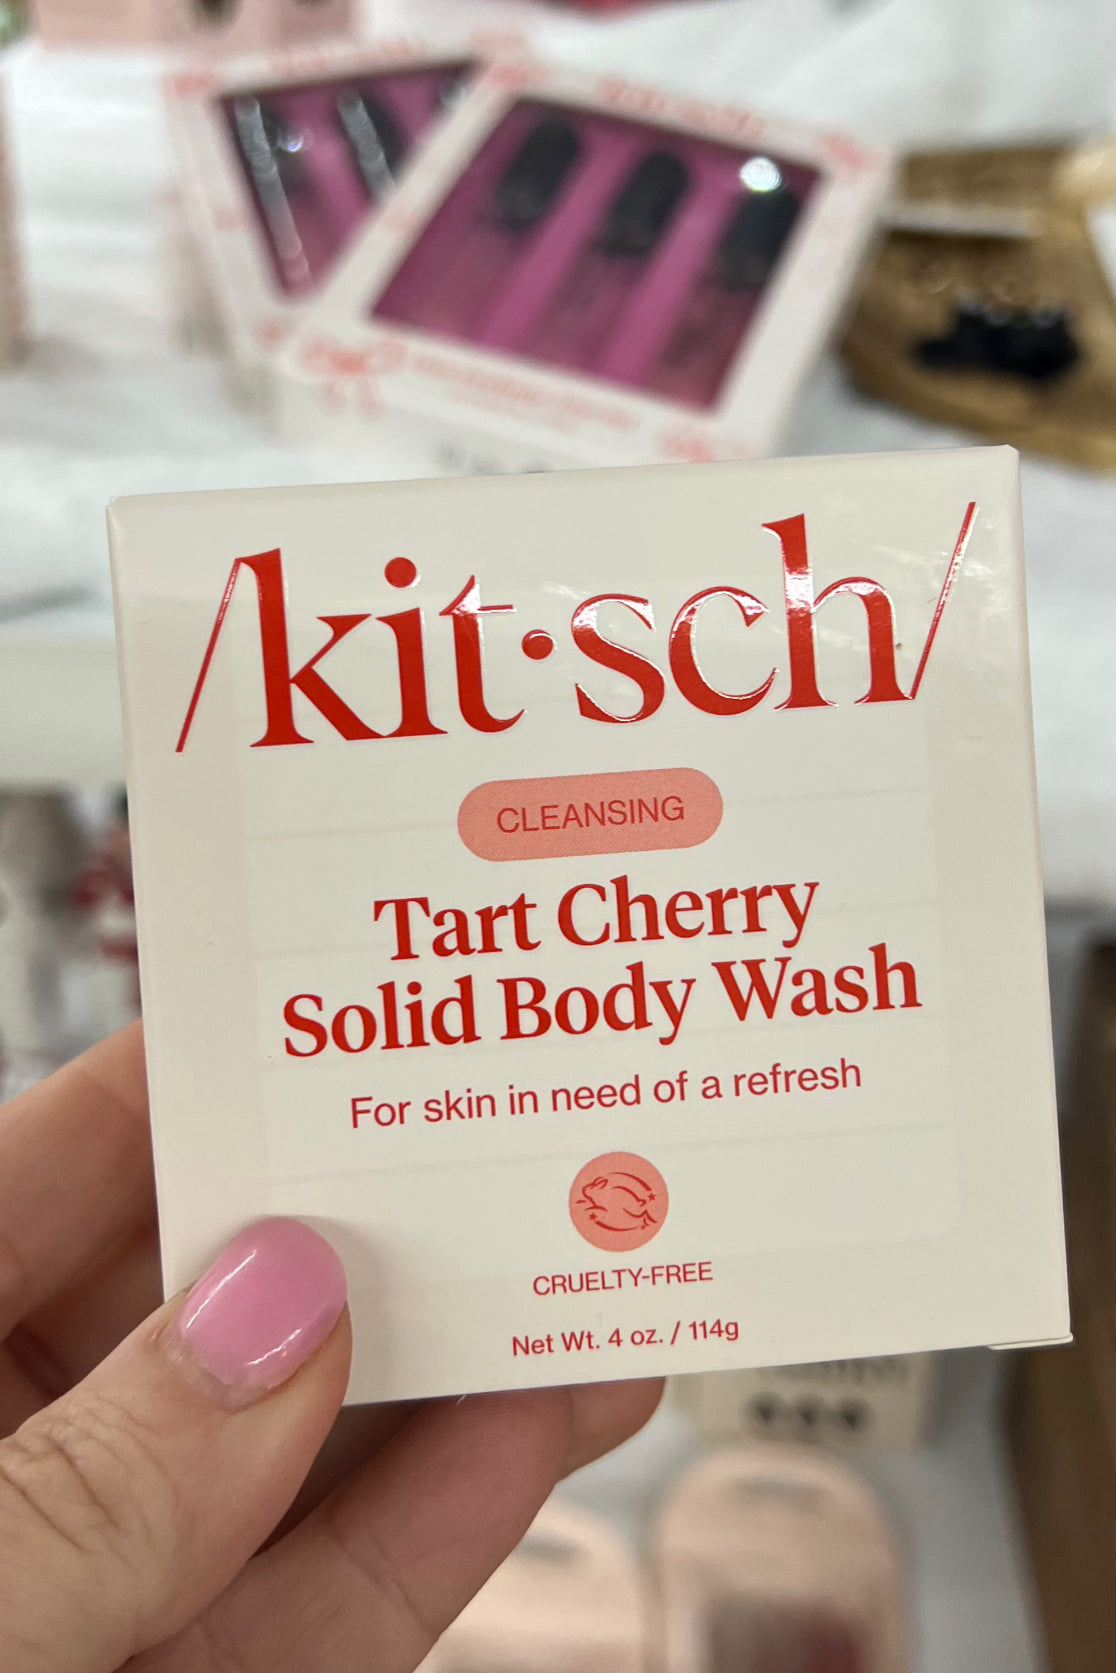 /kit·sch/
CLEANSING
Tart Cherry
Solid Body Wash
For skin in need of a refresh
CRUELTY-FREE
Net Wt. 4 oz. / 114g